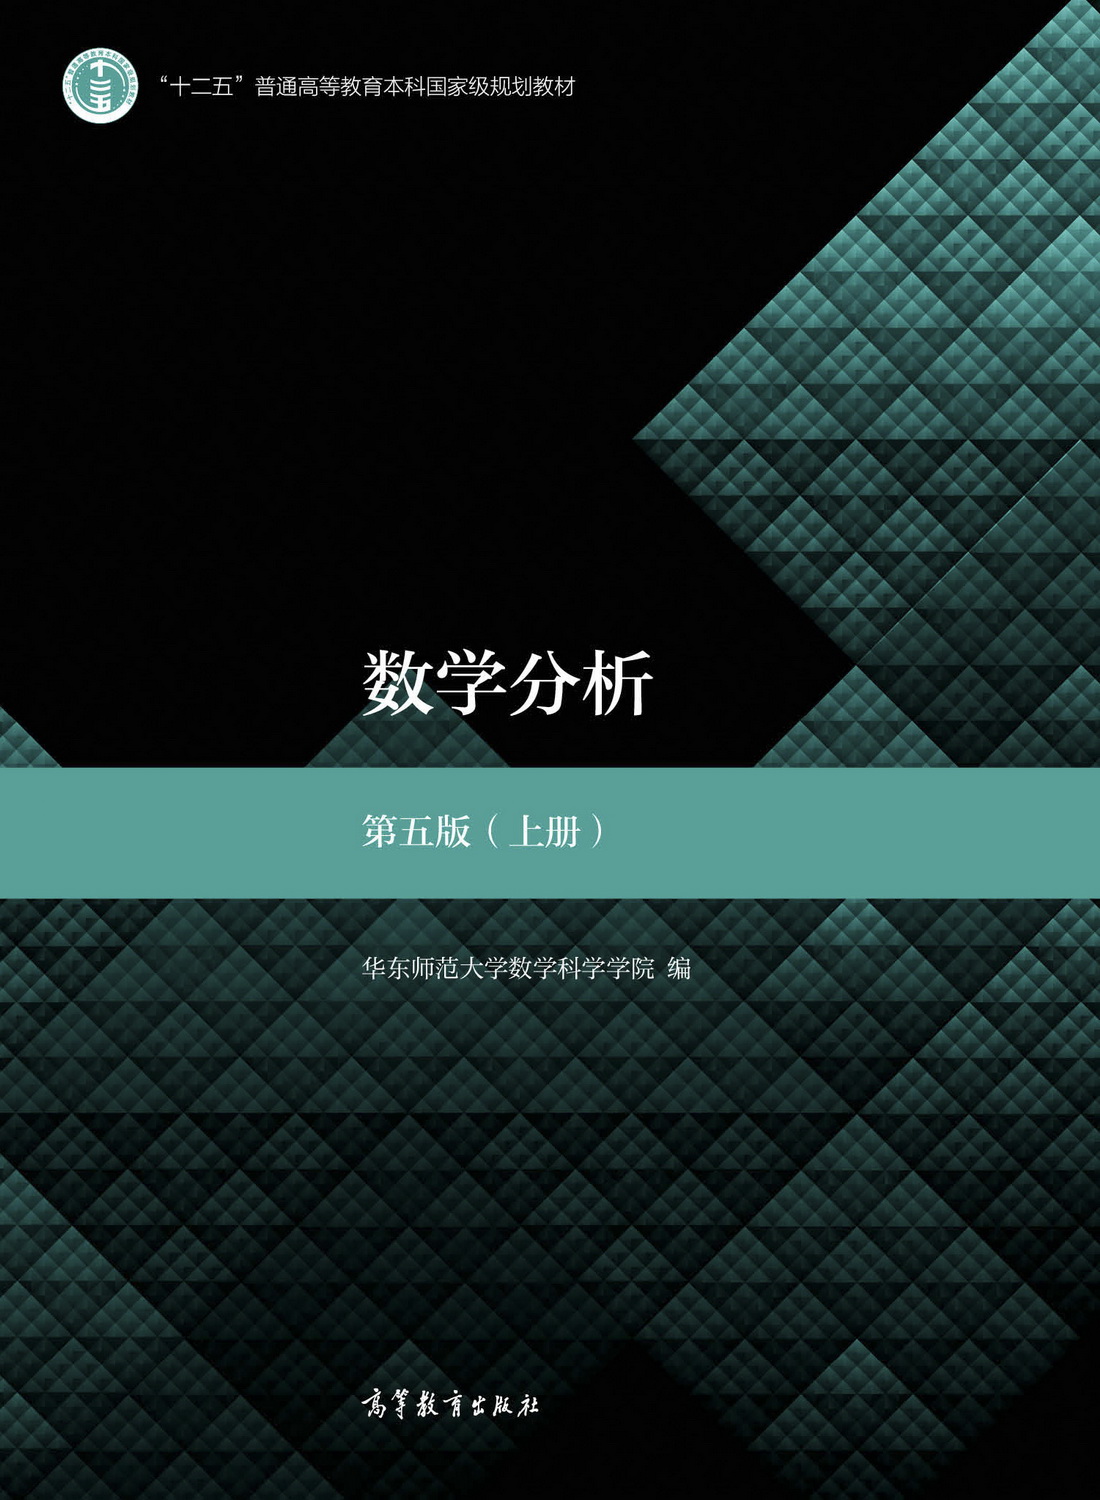 “十二五”普通高等教育本科国家级规划教材
数学分析
第五版（上册）
华东师范大学数学科学学院 编
高等教育出版社